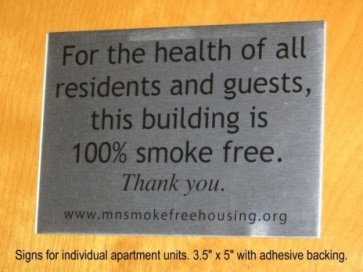 For the health of all
residents and guests,
this building is
100% smoke free.
Thank you.
www.mnsmokefreehousing.org
Signs for individual apartment units. 3.5" x 5" with adhesive backing.